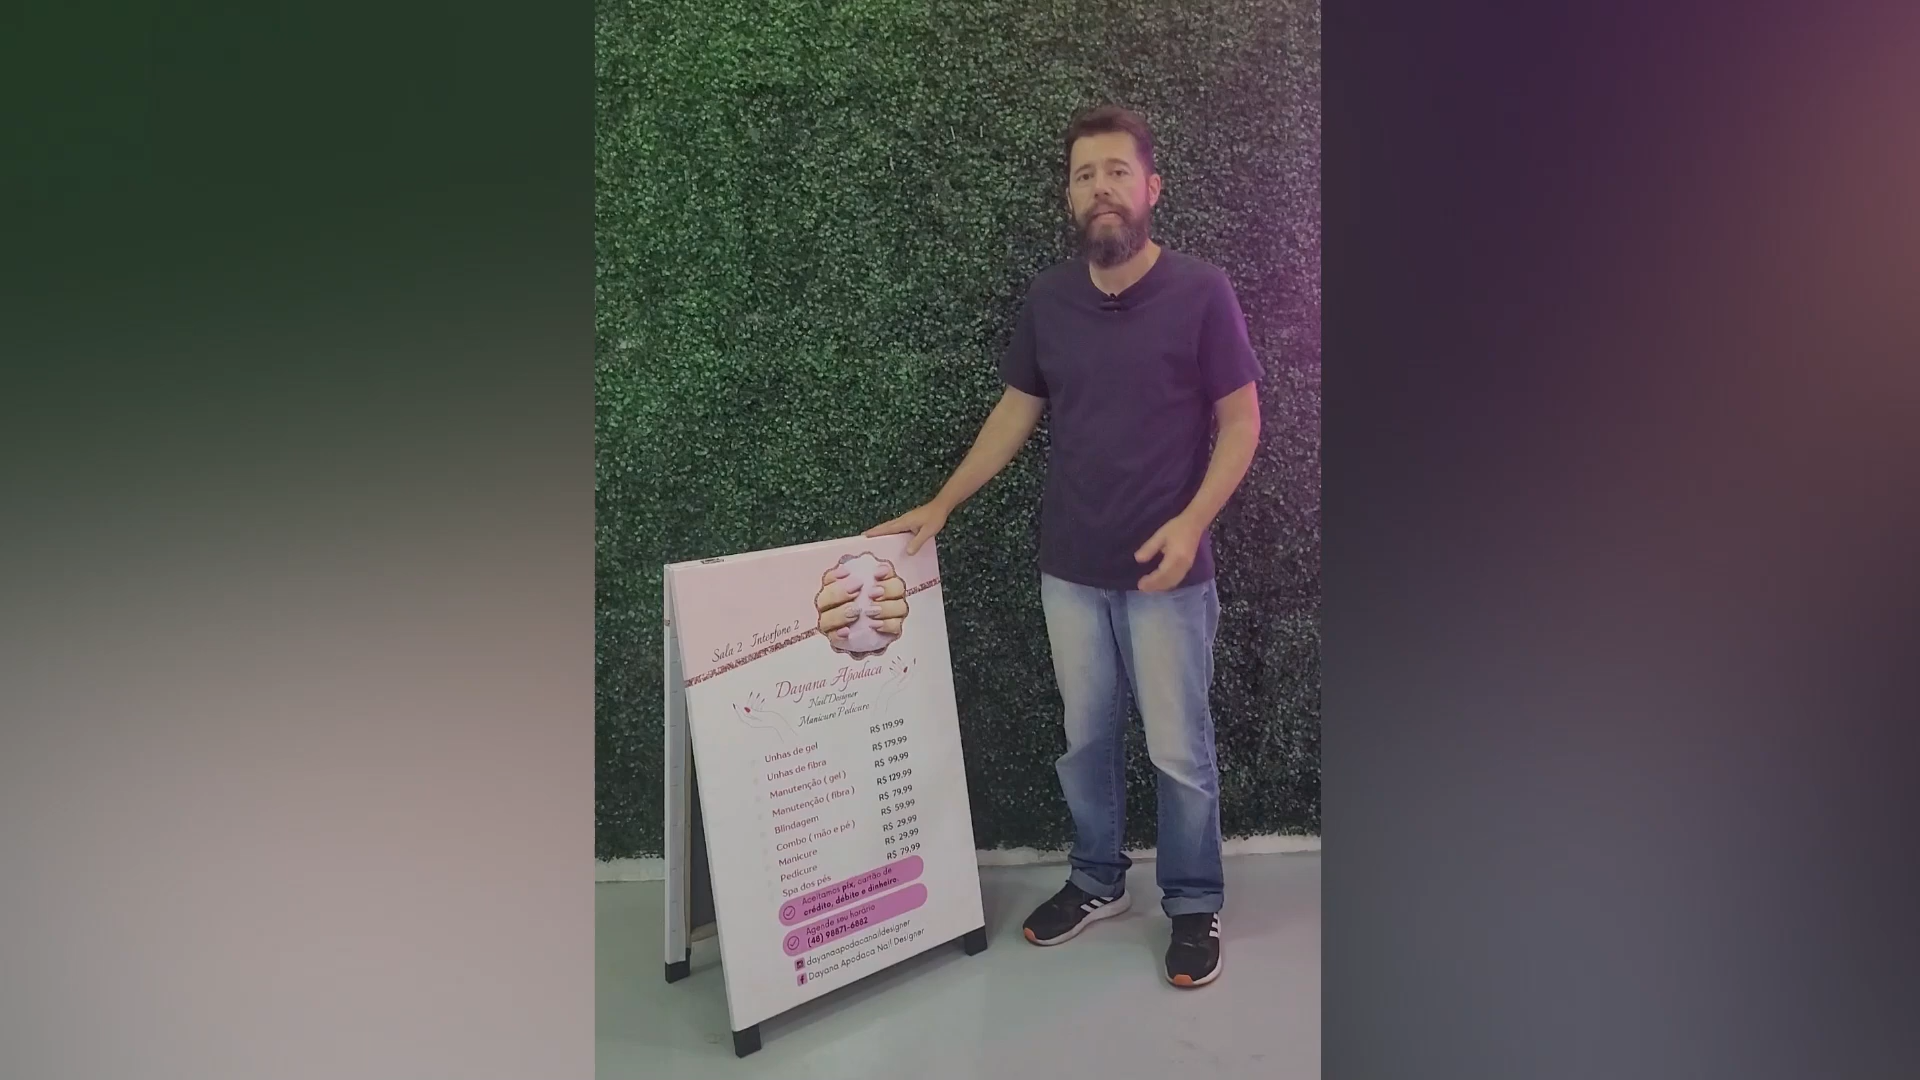 Sala 2 Interfone 2
Dayana Apodaca
Nail Designer
Manicure Pedicure
Unhas de gel R$ 119,99
Unhas de fibra R$ 179,99
Manutenção ( gel ) R$ 99,99
Manutenção ( fibra ) R$ 129,99
Blindagem R$ 79,99
Combo ( mão e pé ) R$ 59,99
Manicure R$ 29,99
Pedicure R$ 29,99
Spa dos pés R$ 79,99
Aceitamos pix, cartão de
crédito, débito e dinheiro.
Agende seu horário
(48) 98871-6882
dayanaapodacanaildesigner
Dayana Apodaca Nail Designer